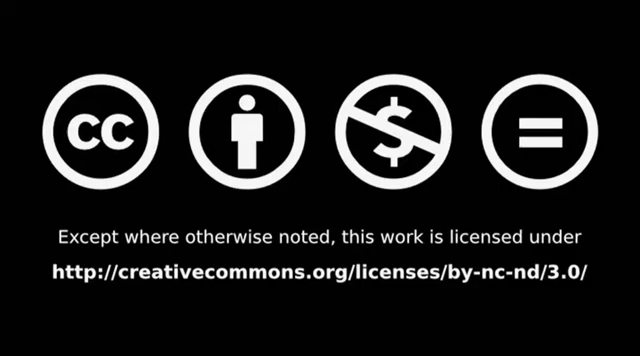 cc
$
=
Except where otherwise noted, this work is licensed under
http://creativecommons.org/licenses/by-nc-nd/3.0/